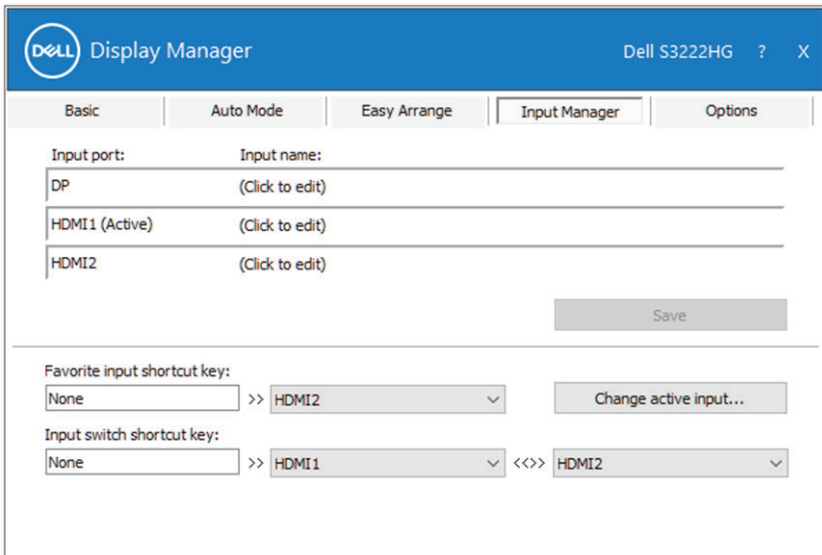 DELL Display Manager Dell S3222HG ? X
Basic Auto Mode Easy Arrange Input Manager Options
Input port: Input name:
DP (Click to edit)
HDMI1 (Active) (Click to edit)
HDMI2 (Click to edit)
Save
Favorite input shortcut key:
None >> HDMI2 Change active input...
Input switch shortcut key:
None >> HDMI1 <<>> HDMI2